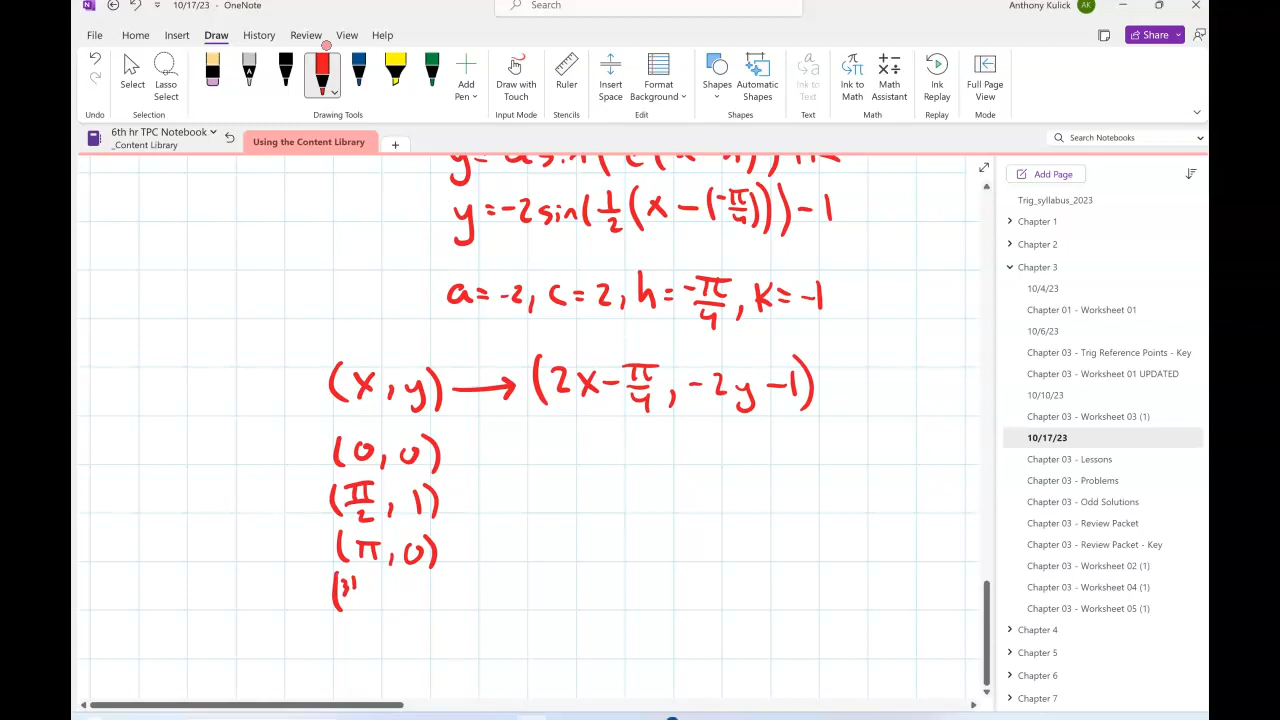 10/17/23 - OneNote
Search
Anthony Kulick
AK
File Home Insert Draw History Review View Help
Share
Undo
Select
Lasso Select
Add Pen
Draw with Touch
Ruler
Insert Space
Format Background
Shapes
Automatic Shapes
Ink to Text
Ink to Math
Math Assistant
Ink Replay
Full Page View
Undo Selection Drawing Tools Input Mode Stencils Edit Shapes Text Math Replay Mode
6th hr TPC Notebook
_Content Library
Using the Content Library
Search Notebooks
y = -2 sin(1/2(x - (-π/4))) - 1
a = -2, c = 2, h = -π/4, k = -1
(x, y) → (2x - π/4, -2y - 1)
(0, 0)
(π/2, 1)
(π, 0)
(3
Add Page
Trig_syllabus_2023
Chapter 1
Chapter 2
Chapter 3
10/4/23
Chapter 01 - Worksheet 01
10/6/23
Chapter 03 - Trig Reference Points - Key
Chapter 03 - Worksheet 01 UPDATED
10/10/23
Chapter 03 - Worksheet 03 (1)
10/17/23
Chapter 03 - Lessons
Chapter 03 - Problems
Chapter 03 - Odd Solutions
Chapter 03 - Review Packet
Chapter 03 - Review Packet - Key
Chapter 03 - Worksheet 02 (1)
Chapter 03 - Worksheet 04 (1)
Chapter 03 - Worksheet 05 (1)
Chapter 4
Chapter 5
Chapter 6
Chapter 7